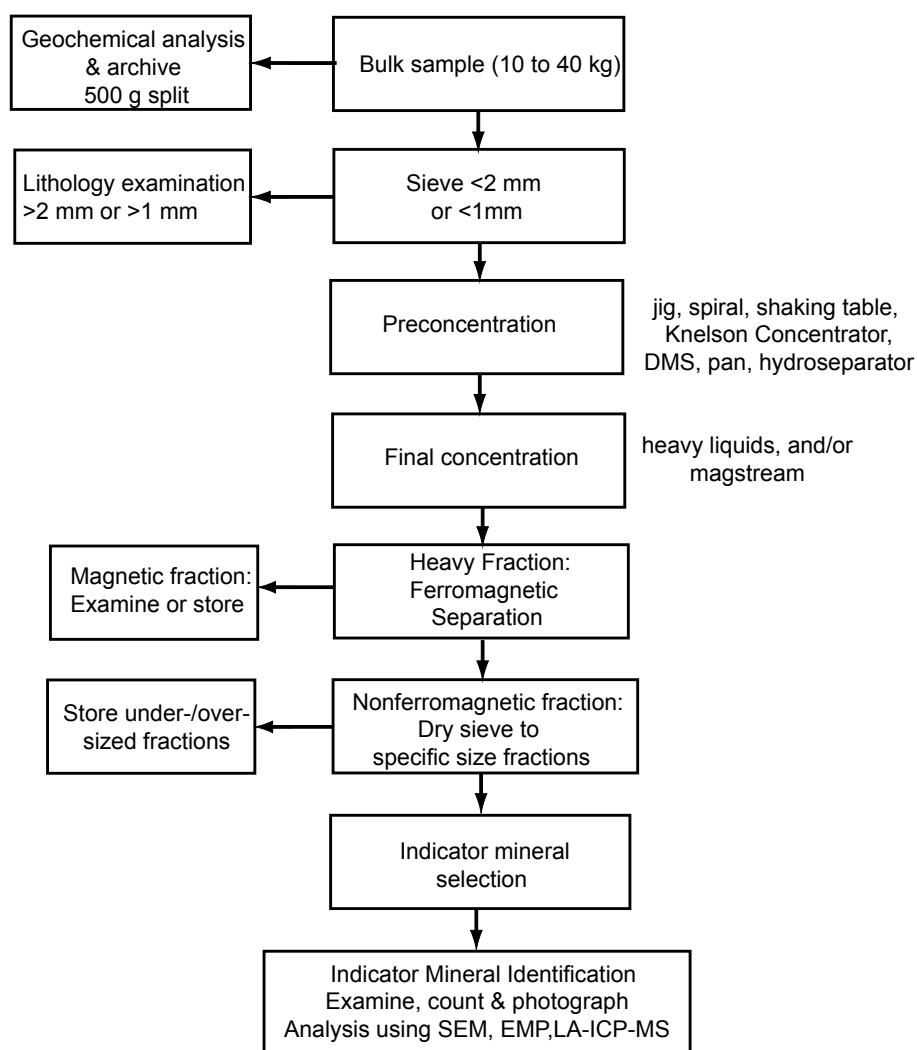 Geochemical analysis
& archive
500 g split
Bulk sample (10 to 40 kg)
Lithology examination
>2 mm or >1 mm
Sieve <2 mm
or <1mm
Preconcentration
jig, spiral, shaking table,
Knelson Concentrator,
DMS, pan, hydroseparator
Final concentration
heavy liquids, and/or
magstream
Magnetic fraction:
Examine or store
Heavy Fraction:
Ferromagnetic
Separation
Store under-/over-
sized fractions
Nonferromagnetic fraction:
Dry sieve to
specific size fractions
Indicator mineral
selection
Indicator Mineral Identification
Examine, count & photograph
Analysis using SEM, EMP,LA-ICP-MS